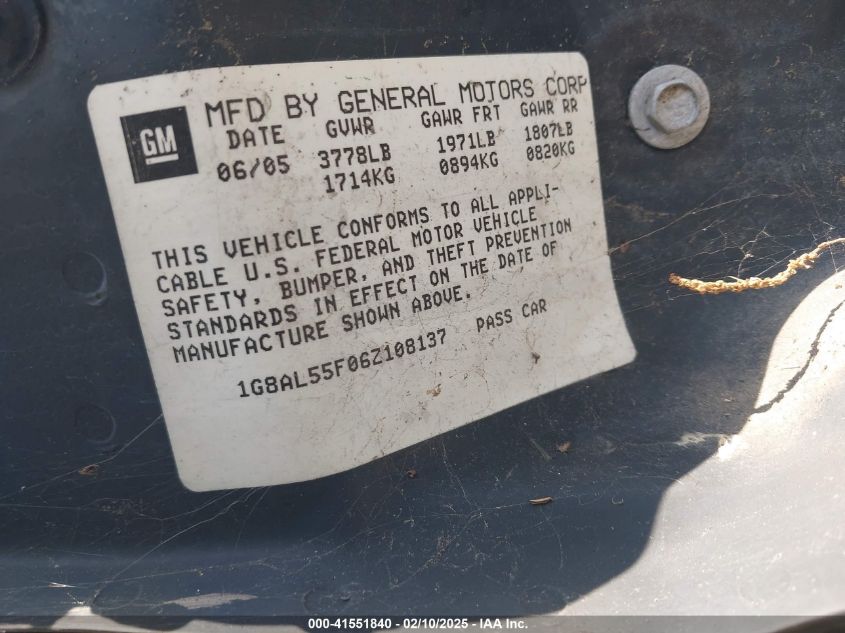 GM
MFD BY GENERAL MOTORS CORP
DATE GVWR GAWR FRT GAWR RR
06/05 3778LB 1971LB 1807LB
1714KG 0894KG 0820KG
THIS VEHICLE CONFORMS TO ALL APPLI-
CABLE U.S. FEDERAL MOTOR VEHICLE
SAFETY, BUMPER, AND THEFT PREVENTION
STANDARDS IN EFFECT ON THE DATE OF
MANUFACTURE SHOWN ABOVE.
1G8AL55F06Z108137 PASS CAR
000-41551840 - 02/10/2025 - IAA Inc.